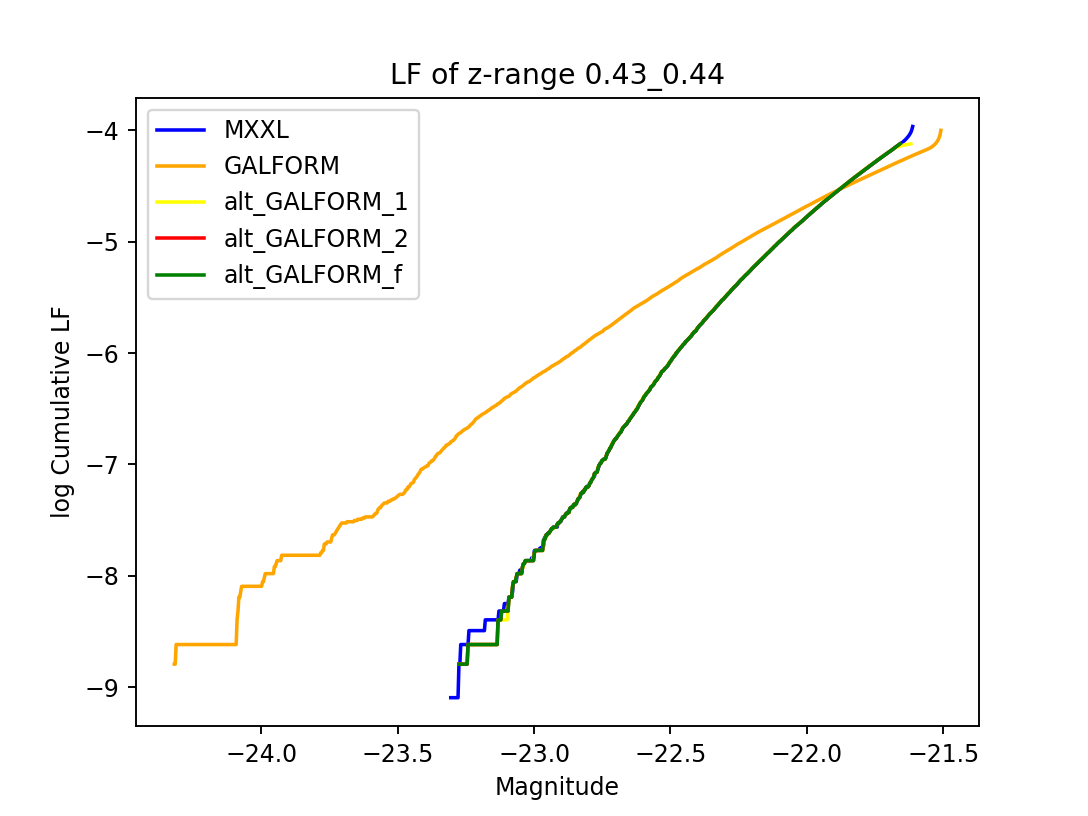 LF of z-range 0.43_0.44
MXXL
GALFORM
alt_GALFORM_1
alt_GALFORM_2
alt_GALFORM_f
−4
−5
−6
−7
−8
−9
log Cumulative LF
−24.0
−23.5
−23.0
−22.5
−22.0
−21.5
Magnitude